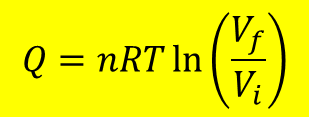 Q = nRT ln (V_f / V_i)